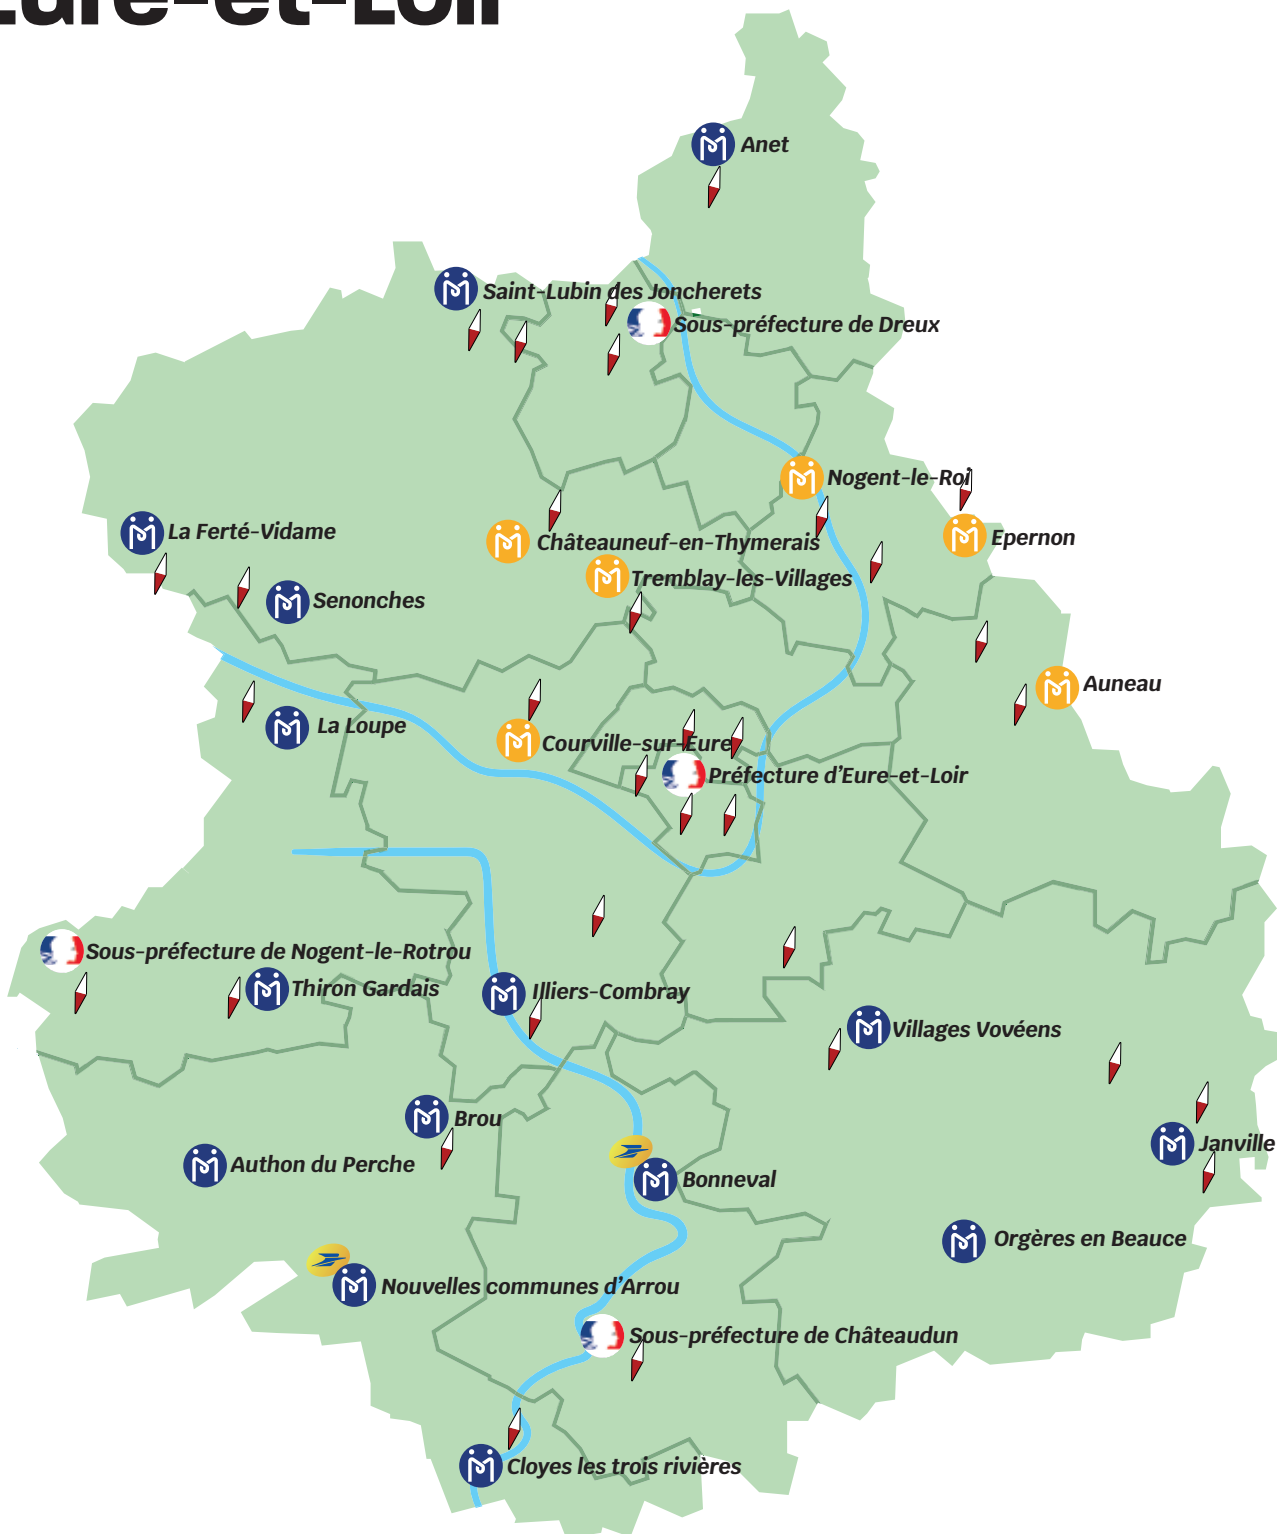 Eure-et-Loir
Anet
Saint-Lubin des Joncherets
Sous-préfecture de Dreux
Nogent-le-Roi
La Ferté-Vidame
Châteauneuf-en-Thymerais
Epernon
Tremblay-les-Villages
Senonches
Auneau
La Loupe
Courville-sur-Eure
Préfecture d'Eure-et-Loir
Sous-préfecture de Nogent-le-Rotrou
Thiron Gardais
Illiers-Combray
Villages Vovéens
Brou
Janville
Authon du Perche
Bonneval
Orgères en Beauce
Nouvelles communes d'Arrou
Sous-préfecture de Châteaudun
Cloyes les trois rivières